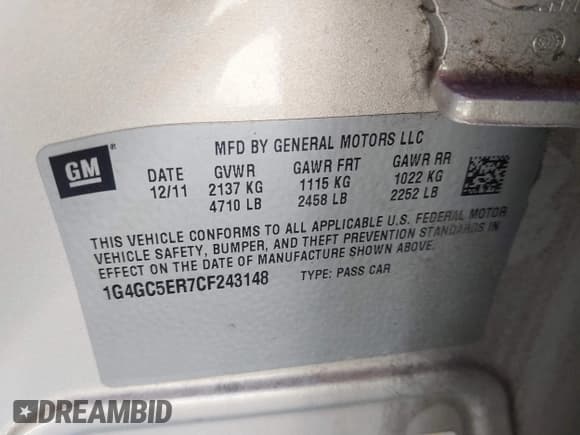 MFD BY GENERAL MOTORS LLC
GM
DATE GVWR GAWR FRT GAWR RR
12/11 2137 KG 1115 KG 1022 KG
4710 LB 2458 LB 2252 LB
THIS VEHICLE CONFORMS TO ALL APPLICABLE U.S. FEDERAL MOTOR
VEHICLE SAFETY, BUMPER, AND THEFT PREVENTION STANDARDS IN
EFFECT ON THE DATE OF MANUFACTURE SHOWN ABOVE.
1G4GC5ER7CF243148 TYPE: PASS CAR
DREAMBID